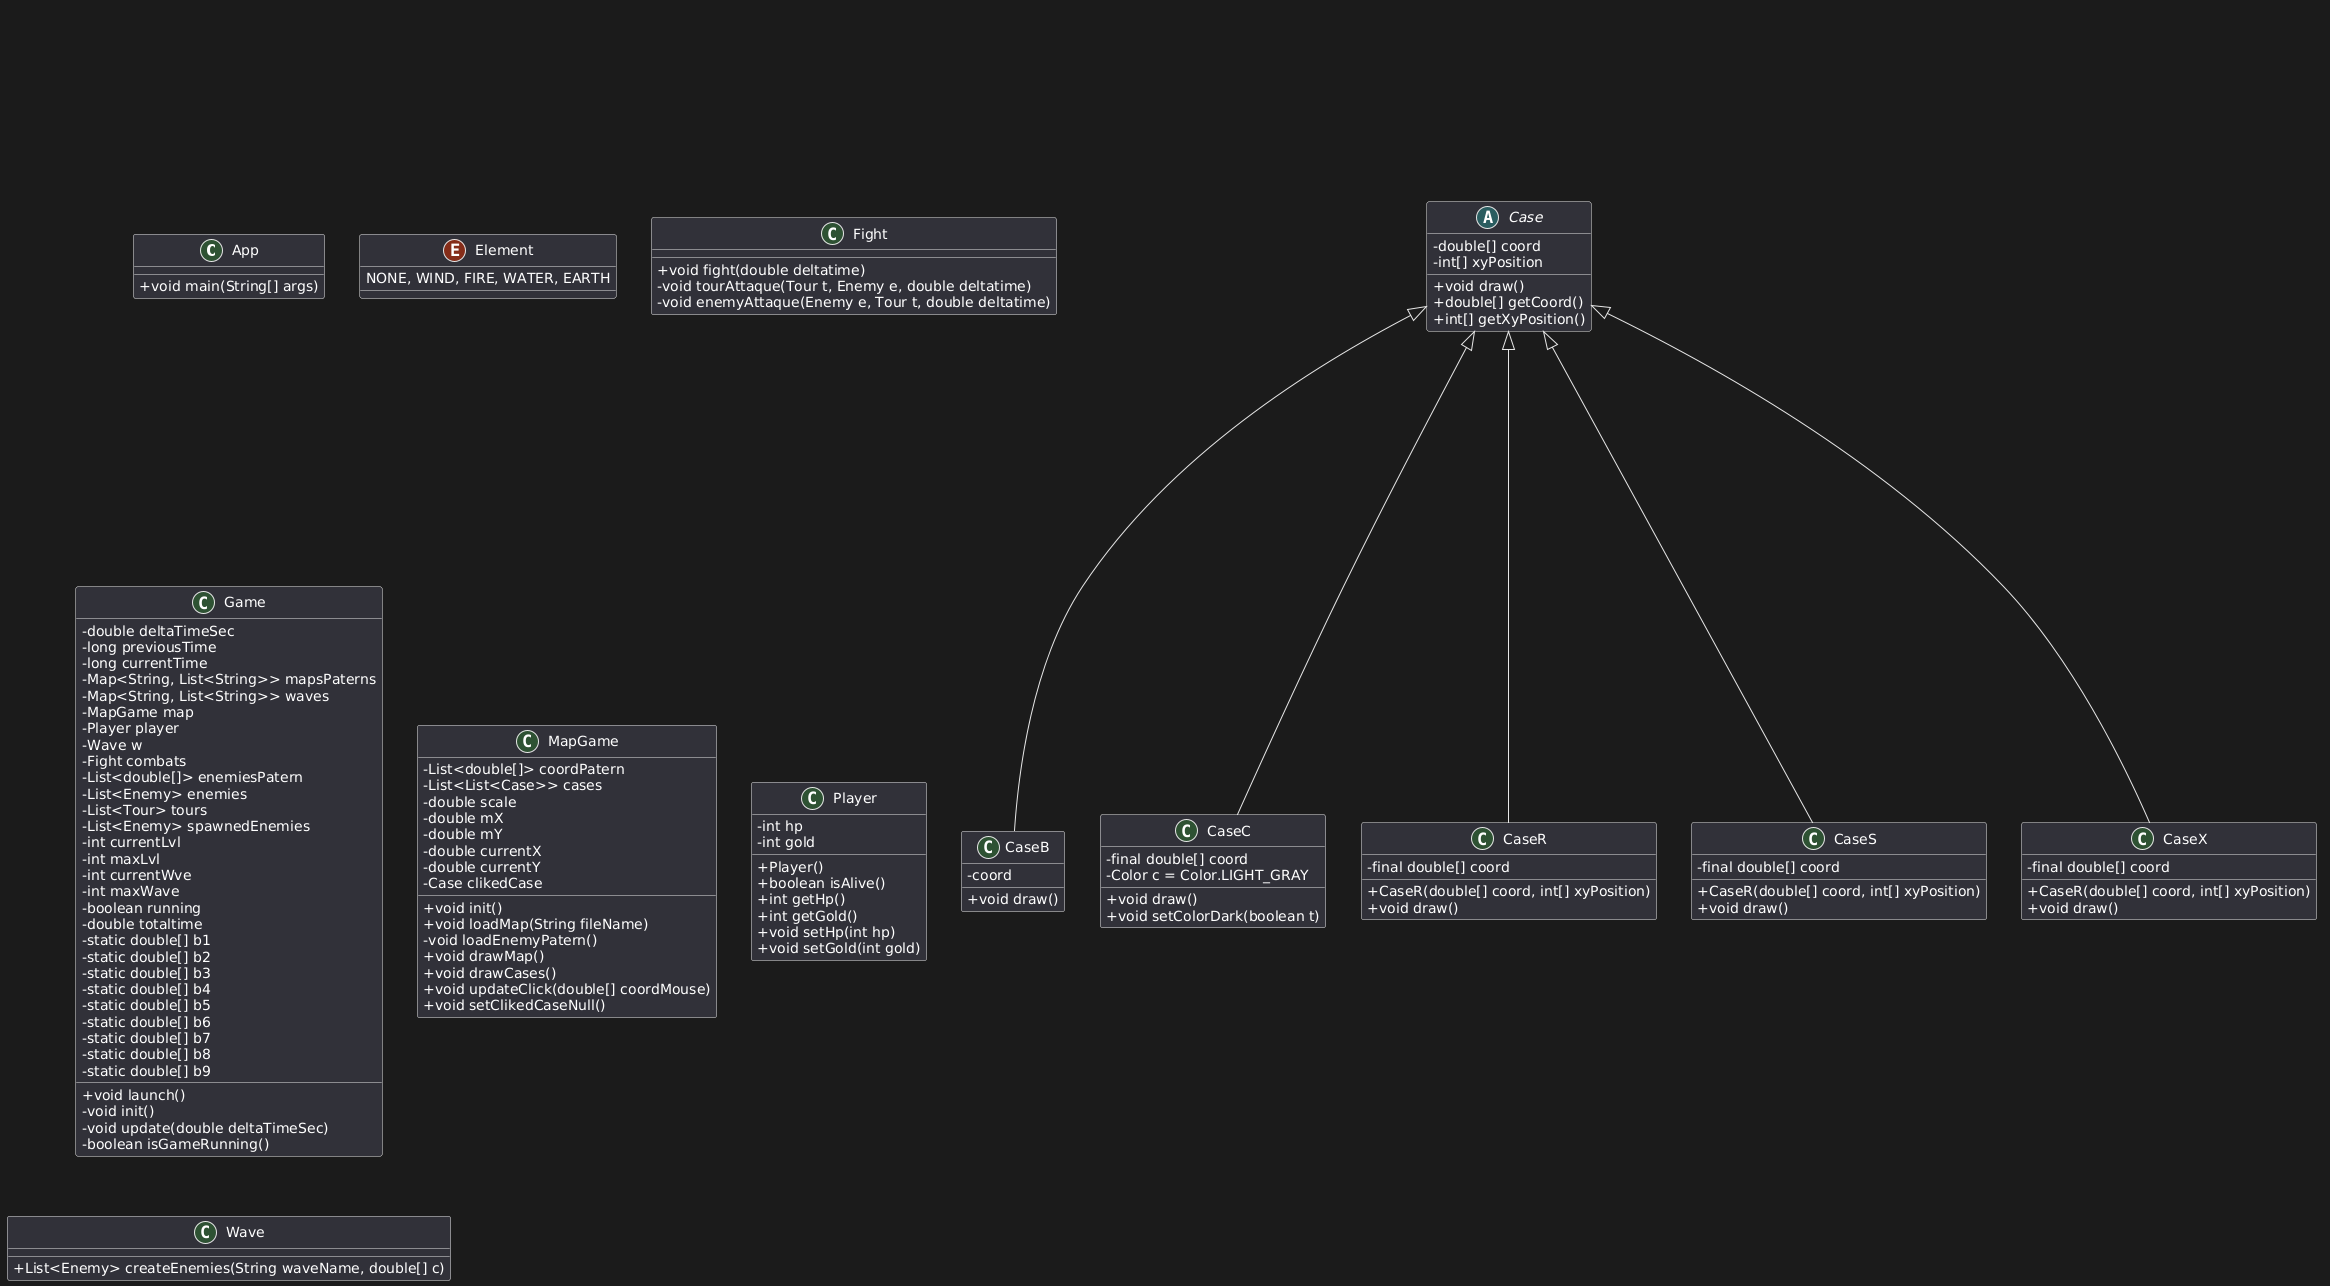 C App
+void main(String[] args)
E Element
NONE, WIND, FIRE, WATER, EARTH
C Fight
+void fight(double deltatime)
-void tourAttaque(Tour t, Enemy e, double deltatime)
-void enemyAttaque(Enemy e, Tour t, double deltatime)
A Case
-double[] coord
-int[] xyPosition
+void draw()
+double[] getCoord()
+int[] getXyPosition()
C Game
-double deltaTimeSec
-long previousTime
-long currentTime
-Map<String, List<String>> mapsPaterns
-Map<String, List<String>> waves
-MapGame map
-Player player
-Wave w
-Fight combats
-List<double[]> enemiesPatern
-List<Enemy> enemies
-List<Tour> tours
-List<Enemy> spawnedEnemies
-int currentLvl
-int maxLvl
-int currentWve
-int maxWave
-boolean running
-double totaltime
-static double[] b1
-static double[] b2
-static double[] b3
-static double[] b4
-static double[] b5
-static double[] b6
-static double[] b7
-static double[] b8
-static double[] b9
+void launch()
-void init()
-void update(double deltaTimeSec)
-boolean isGameRunning()
C MapGame
-List<double[]> coordPatern
-List<List<Case>> cases
-double scale
-double mX
-double mY
-double currentX
-double currentY
-Case clikedCase
+void init()
+void loadMap(String fileName)
-void loadEnemyPatern()
+void drawMap()
+void drawCases()
+void updateClick(double[] coordMouse)
+void setClikedCaseNull()
C Player
-int hp
-int gold
+Player()
+boolean isAlive()
+int getHp()
+int getGold()
+void setHp(int hp)
+void setGold(int gold)
C CaseB
-coord
+void draw()
C CaseC
-final double[] coord
-Color c = Color.LIGHT_GRAY
+void draw()
+void setColorDark(boolean t)
C CaseR
-final double[] coord
+CaseR(double[] coord, int[] xyPosition)
+void draw()
C CaseS
-final double[] coord
+CaseR(double[] coord, int[] xyPosition)
+void draw()
C CaseX
-final double[] coord
+CaseR(double[] coord, int[] xyPosition)
+void draw()
C Wave
+List<Enemy> createEnemies(String waveName, double[] c)